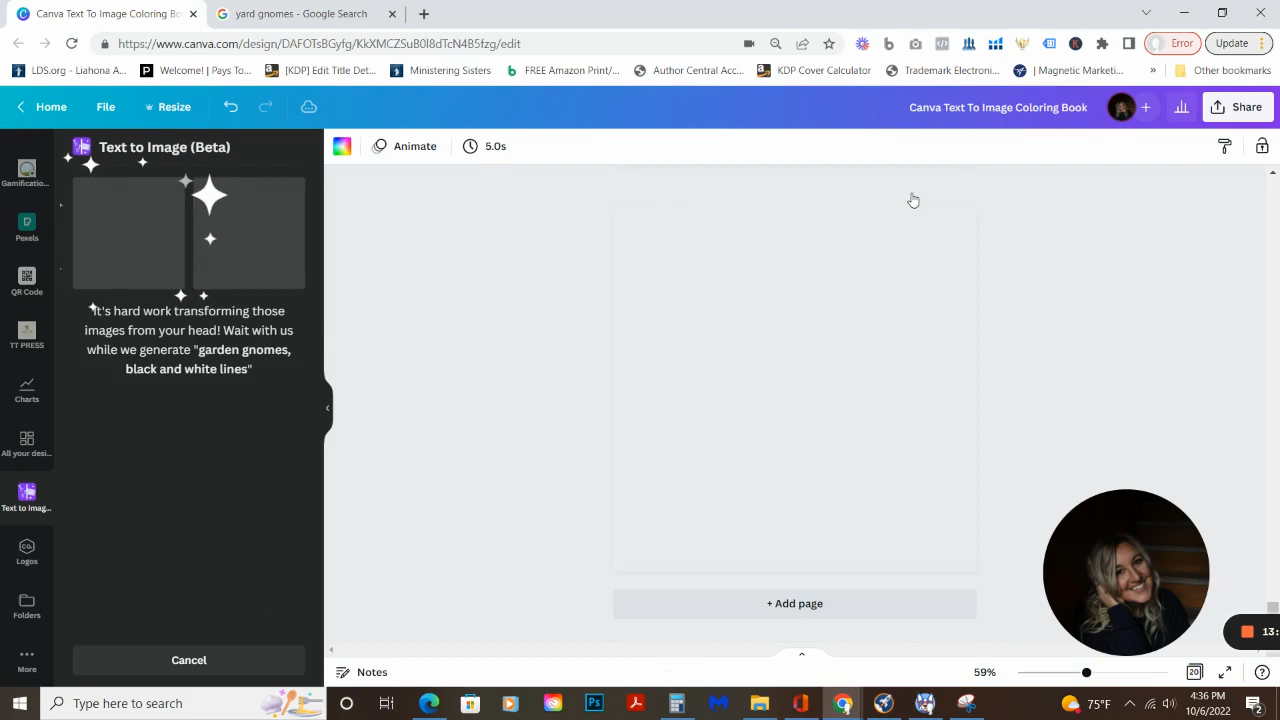 Canva Text To Image Coloring Bo
yard gnomes - Google Search
https://www.canva.com/design/DAFOTsBGyfg/KkXMCZSuB0I8dTcN4B5fzg/edit
Error
Update
LDS.org - Liahona A...
Welcome! | Pays To...
[KDP] Edit Title Det...
Ministering Sisters
FREE Amazon Print/...
Author Central Acc...
KDP Cover Calculator
Trademark Electroni...
| Magnetic Marketi...
»
Other bookmarks
Home
File
Resize
Canva Text To Image Coloring Book
Share
Text to Image (Beta)
Animate
5.0s
Gamificatio...
Pexels
QR Code
TT PRESS
Charts
All your desi...
Text to Imag...
CO.
Logos
Folders
More
It's hard work transforming those
images from your head! Wait with us
while we generate "garden gnomes,
black and white lines"
Cancel
+ Add page
13:
Notes
59%
20
Type here to search
Ps
75°F
4:36 PM
10/6/2022
2